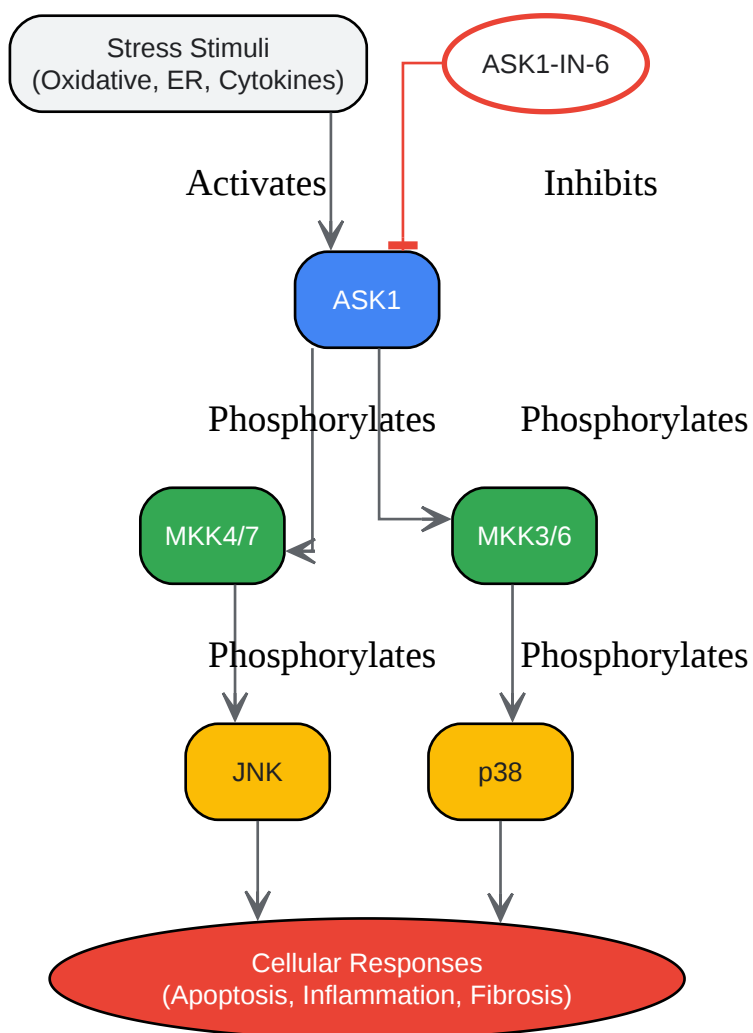 Stress Stimuli
(Oxidative, ER, Cytokines)
ASK1-IN-6
Activates
Inhibits
ASK1
Phosphorylates
Phosphorylates
MKK4/7
MKK3/6
Phosphorylates
Phosphorylates
JNK
p38
Cellular Responses
(Apoptosis, Inflammation, Fibrosis)